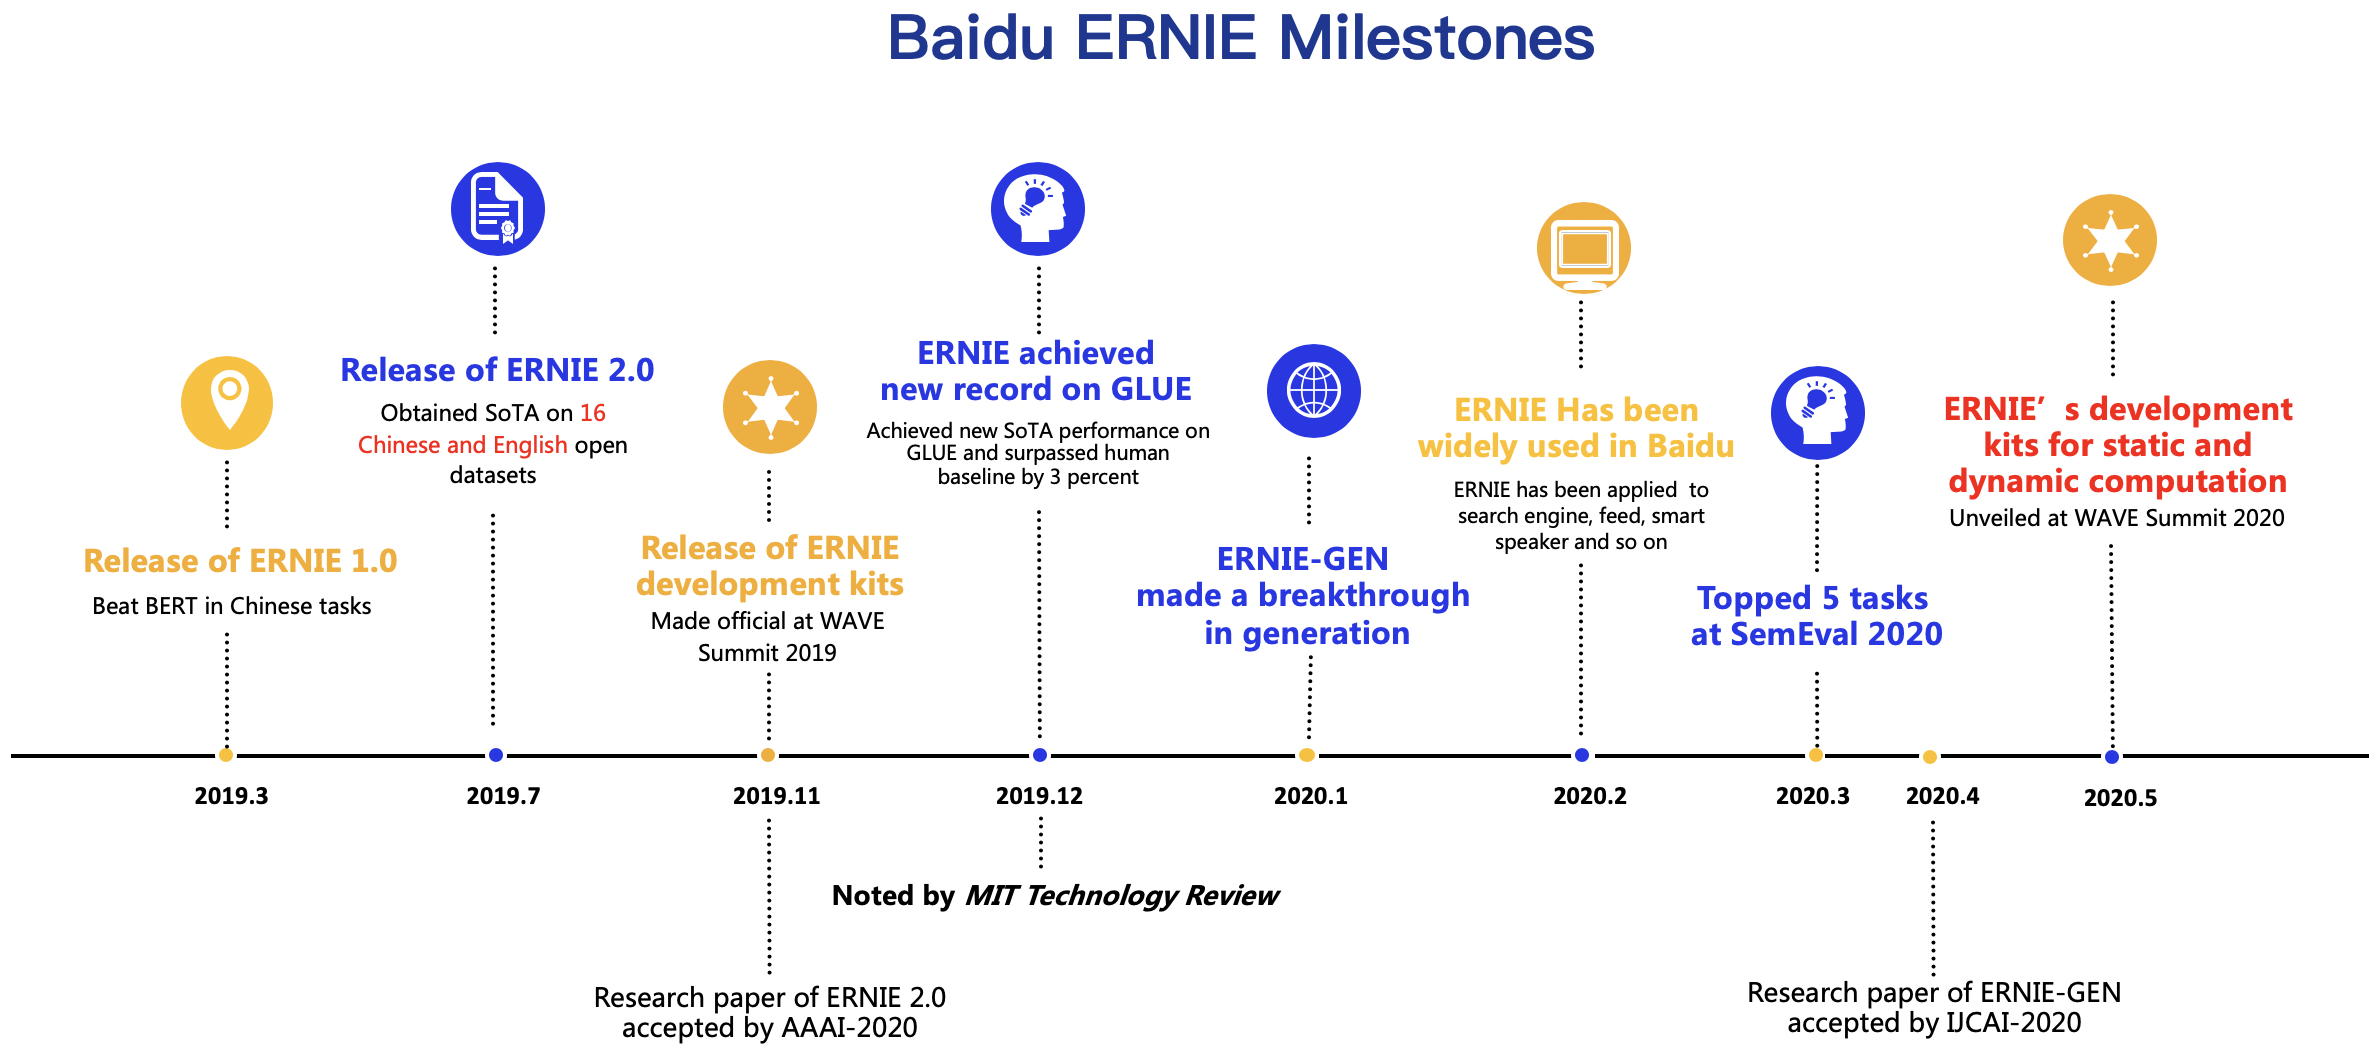 Baidu ERNIE Milestones
Release of ERNIE 1.0
Beat BERT in Chinese tasks
2019.3
Release of ERNIE 2.0
Obtained SoTA on 16
Chinese and English open
datasets
2019.7
Release of ERNIE
development kits
Made official at WAVE
Summit 2019
2019.11
Research paper of ERNIE 2.0
accepted by AAAI-2020
ERNIE achieved
new record on GLUE
Achieved new SoTA performance on
GLUE and surpassed human
baseline by 3 percent
2019.12
Noted by MIT Technology Review
ERNIE-GEN
made a breakthrough
in generation
2020.1
ERNIE Has been
widely used in Baidu
ERNIE has been applied to
search engine, feed, smart
speaker and so on
2020.2
Topped 5 tasks
at SemEval 2020
2020.3
2020.4
Research paper of ERNIE-GEN
accepted by IJCAI-2020
ERNIE’s development
kits for static and
dynamic computation
Unveiled at WAVE Summit 2020
2020.5